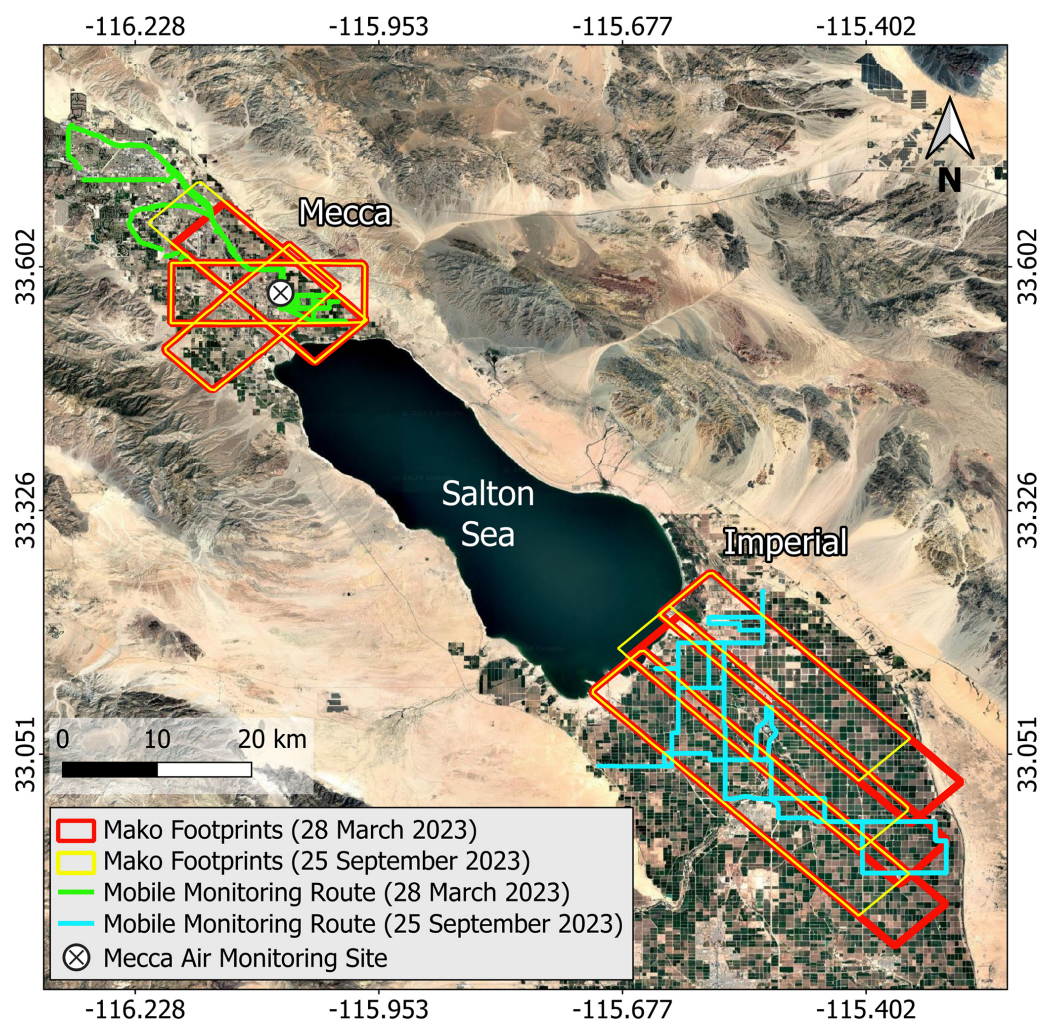 -116.228 -115.953 -115.677 -115.402
N
Mecca
33.602
33.602
Salton
Sea
33.326
33.326
Imperial
33.051
33.051
0 10 20 km
Mako Footprints (28 March 2023)
Mako Footprints (25 September 2023)
Mobile Monitoring Route (28 March 2023)
Mobile Monitoring Route (25 September 2023)
Mecca Air Monitoring Site
-116.228 -115.953 -115.677 -115.402